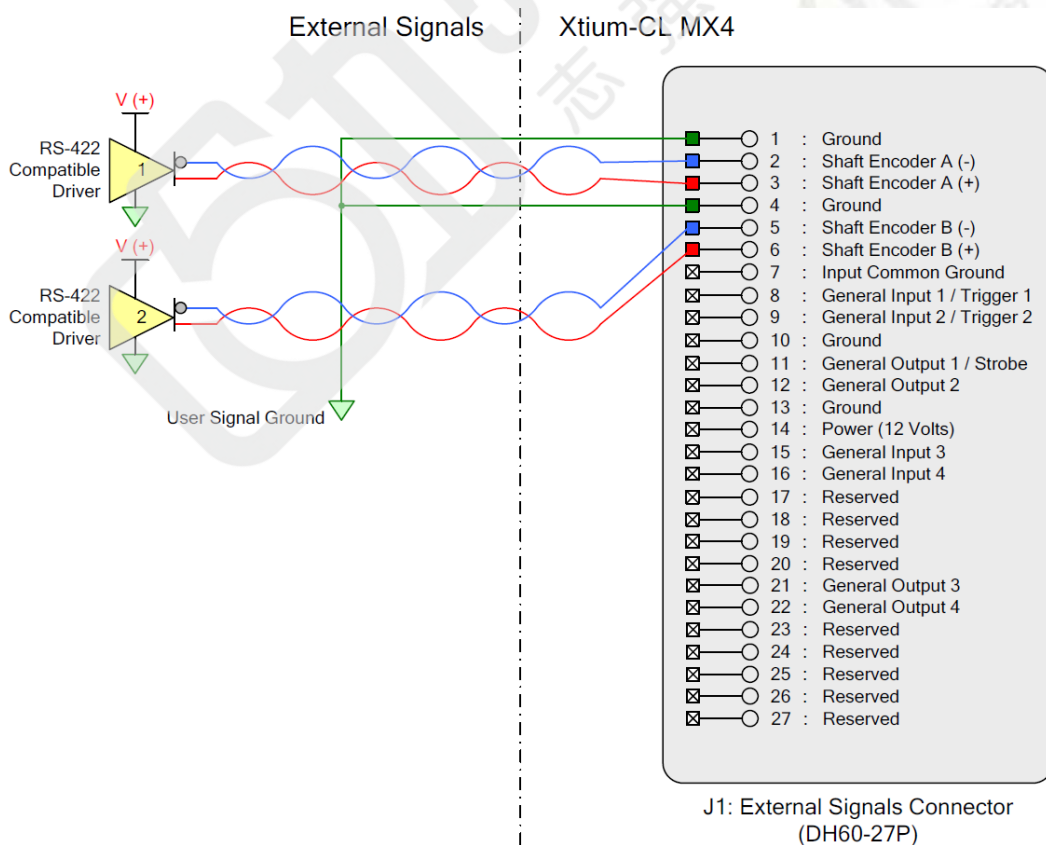 External Signals
Xtium-CL MX4
志强
V (+)
RS-422
Compatible
Driver
1
V (+)
RS-422
Compatible
Driver
2
User Signal Ground
1 : Ground
2 : Shaft Encoder A (-)
3 : Shaft Encoder A (+)
4 : Ground
5 : Shaft Encoder B (-)
6 : Shaft Encoder B (+)
7 : Input Common Ground
8 : General Input 1 / Trigger 1
9 : General Input 2 / Trigger 2
10 : Ground
11 : General Output 1 / Strobe
12 : General Output 2
13 : Ground
14 : Power (12 Volts)
15 : General Input 3
16 : General Input 4
17 : Reserved
18 : Reserved
19 : Reserved
20 : Reserved
21 : General Output 3
22 : General Output 4
23 : Reserved
24 : Reserved
25 : Reserved
26 : Reserved
27 : Reserved
J1: External Signals Connector
(DH60-27P)